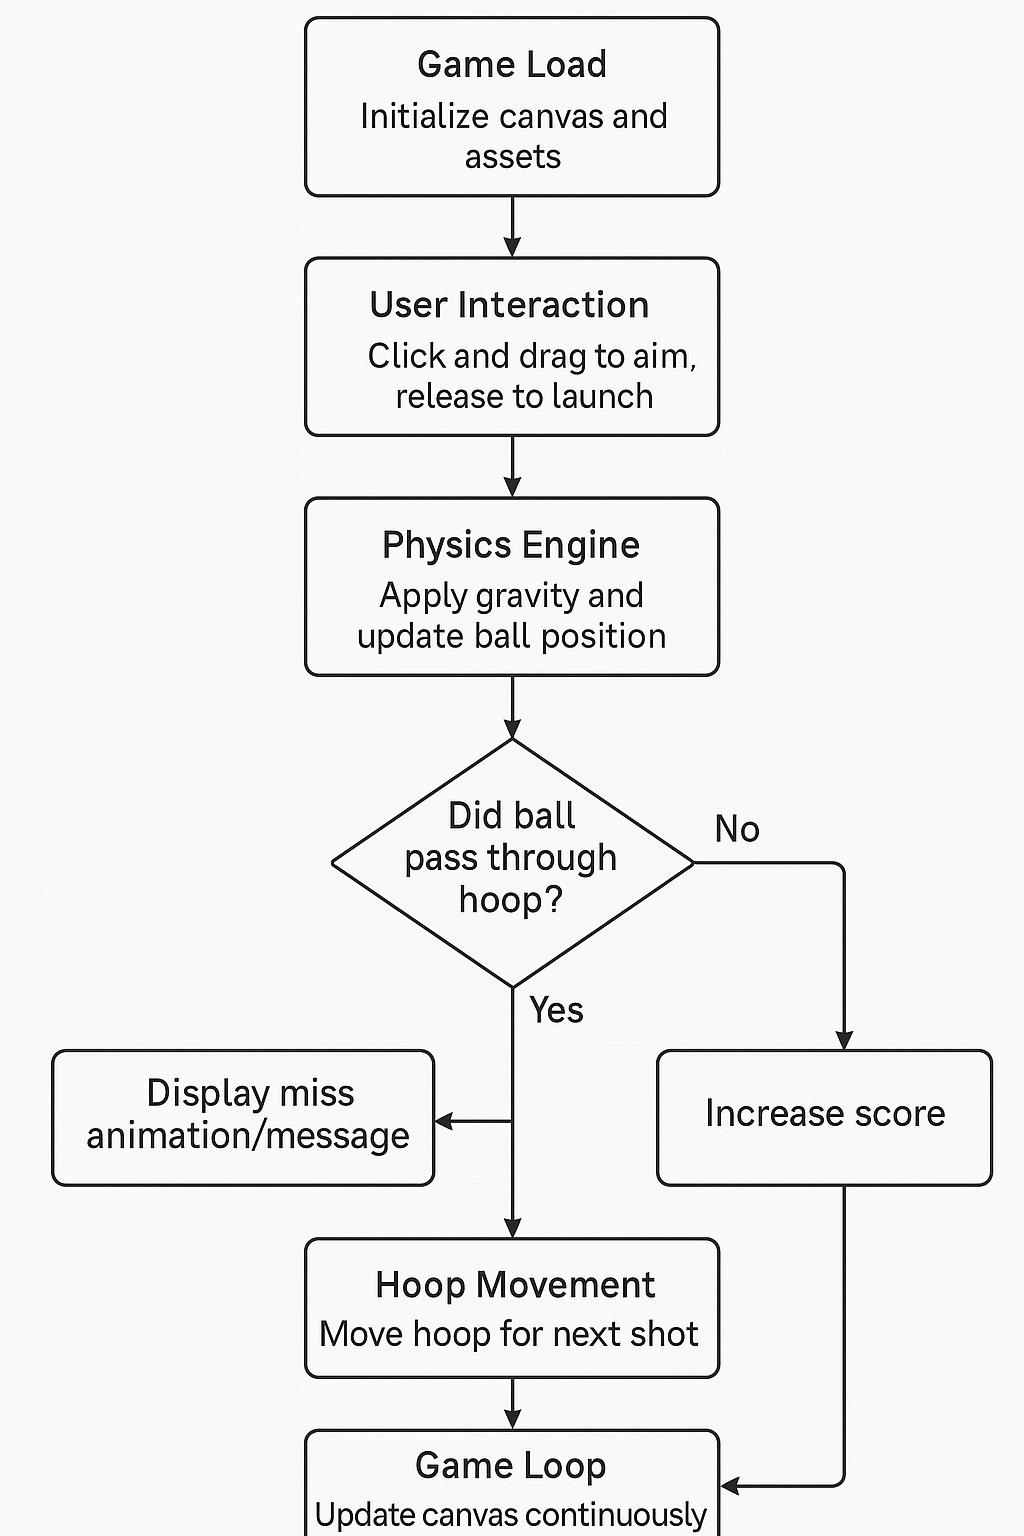 Game Load
Initialize canvas and
assets
User Interaction
Click and drag to aim,
release to launch
Physics Engine
Apply gravity and
update ball position
Did ball
pass through
hoop?
No
Yes
Display miss
animation/message
Increase score
Hoop Movement
Move hoop for next shot
Game Loop
Update canvas continuously